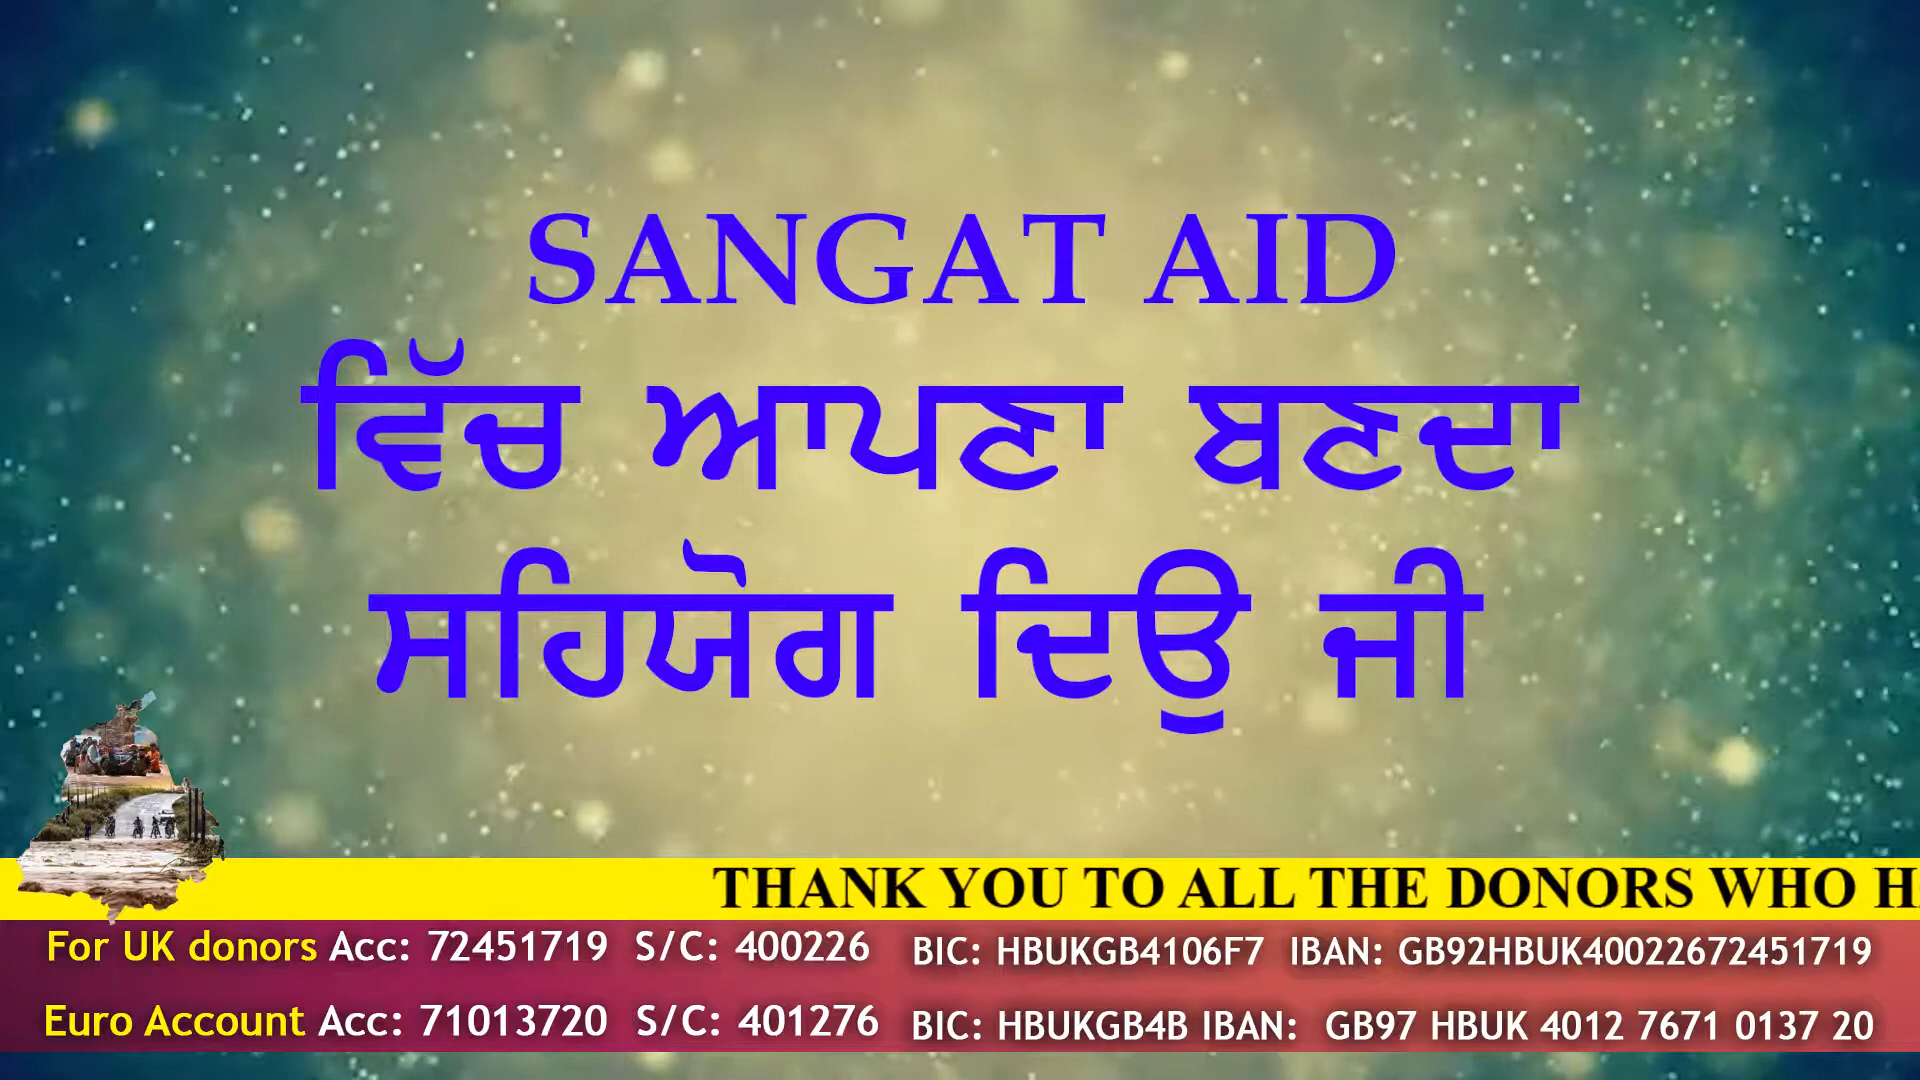 SANGAT AID
ਵਿੱਚ ਆਪਣਾ ਬਣਦਾ
ਸਹਿਯੋਗ ਦਿਉ ਜੀ
THANK YOU TO ALL THE DONORS WHO
For UK donors Acc: 72451719 S/C: 400226 BIC: HBUKGB4106F7 IBAN: GB92HBUK40022672451719
Euro Account Acc: 71013720 S/C: 401276 BIC: HBUKGB4B IBAN: GB97 HBUK 4012 7671 0137 20